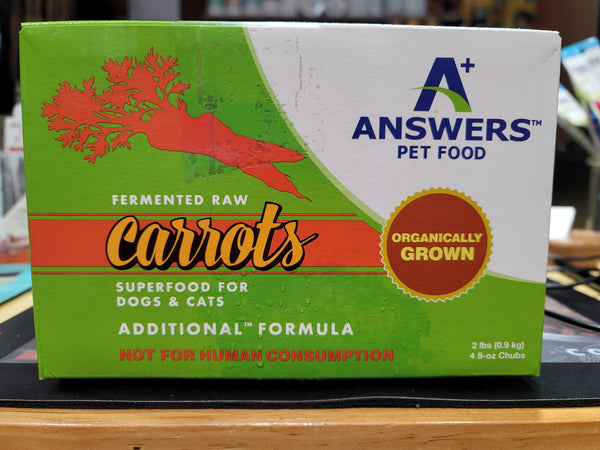 A+
ANSWERS™
PET FOOD
FERMENTED RAW
carrots
ORGANICALLY
GROWN
SUPERFOOD FOR
DOGS & CATS
ADDITIONAL™ FORMULA
NOT FOR HUMAN CONSUMPTION
2 lbs (0.9 kg)
4 8-oz Chubs